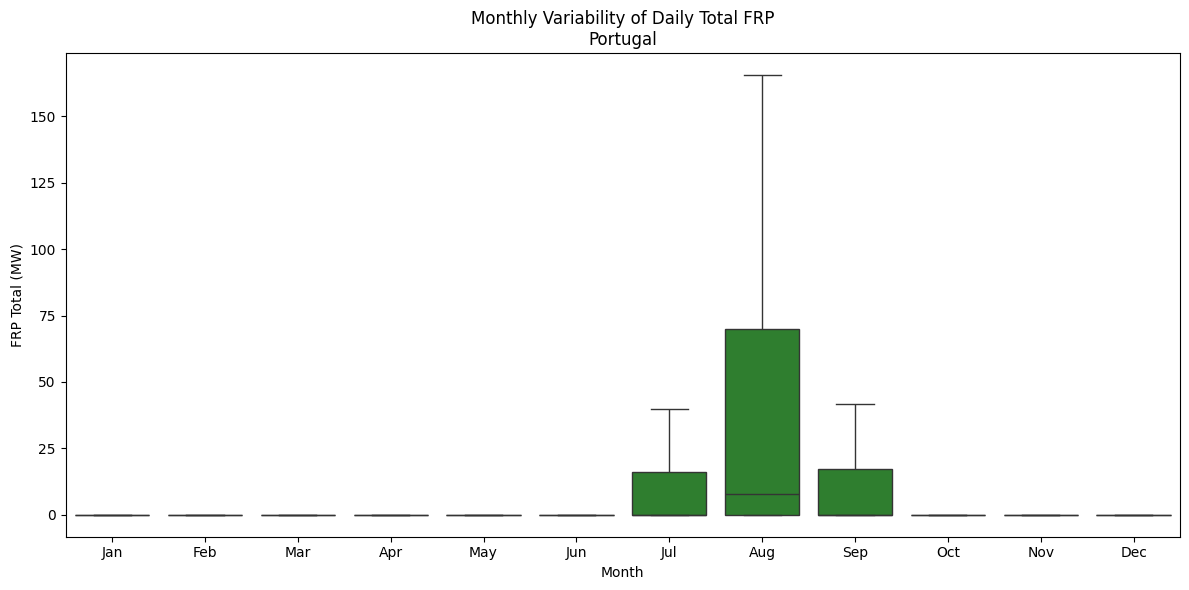 Monthly Variability of Daily Total FRP
Portugal
FRP Total (MW)
150
125
100
75
50
25
0
Jan Feb Mar Apr May Jun Jul Aug Sep Oct Nov Dec
Month